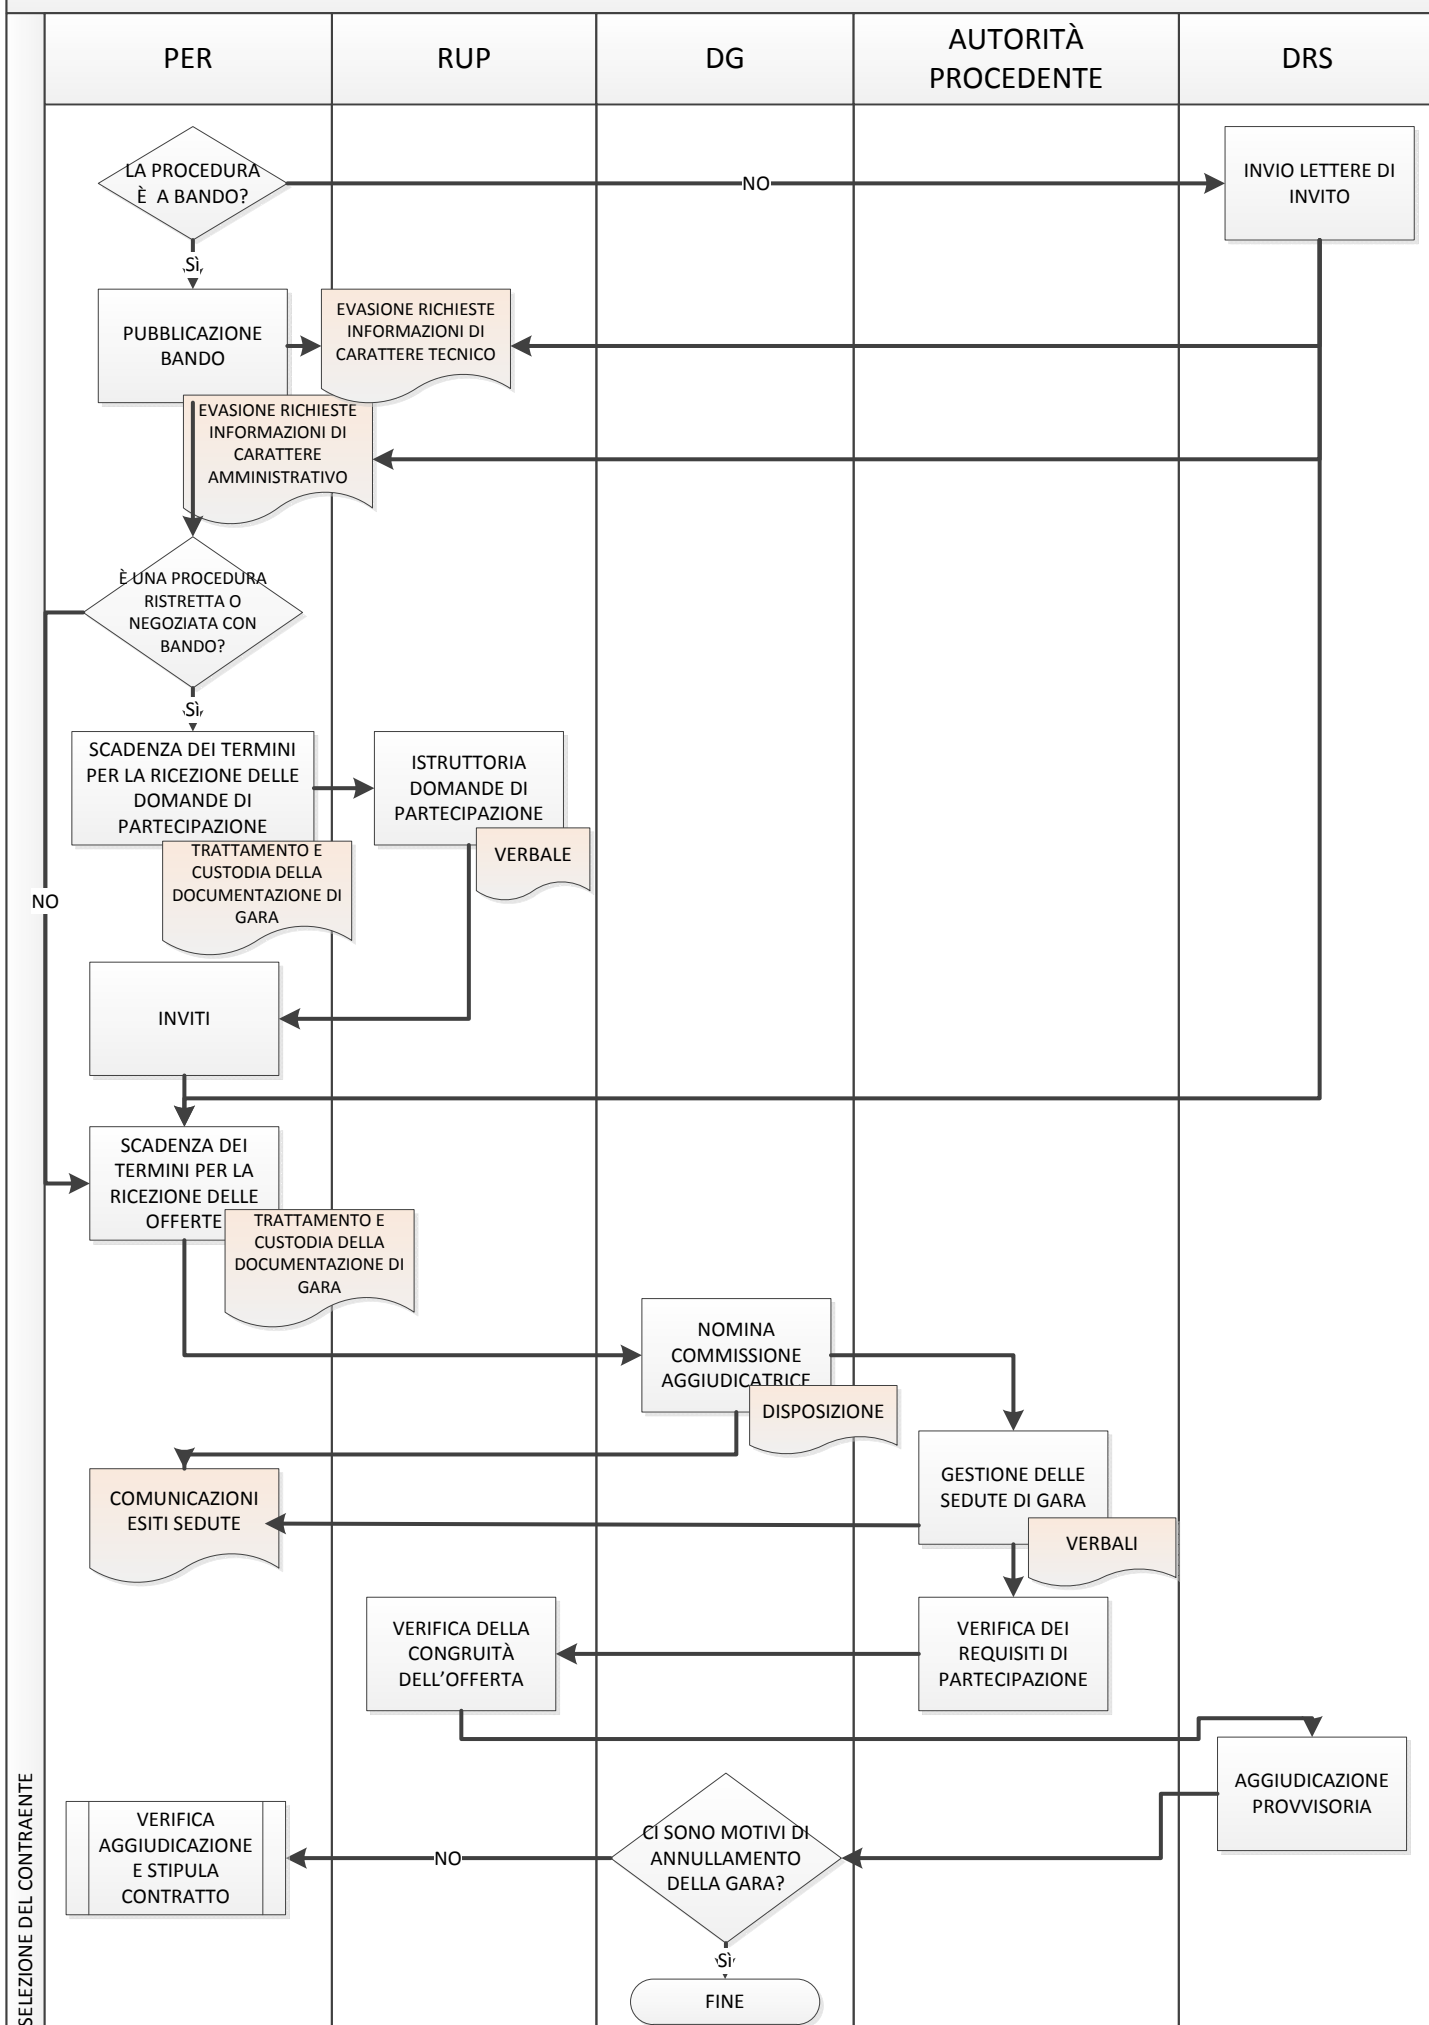 PER
RUP
DG
AUTORITÀ
PROCEDENTE
DRS
LA PROCEDURA
È A BANDO?
NO
INVIO LETTERE DI
INVITO
Sì
PUBBLICAZIONE
BANDO
EVASIONE RICHIESTE
INFORMAZIONI DI
CARATTERE TECNICO
EVASIONE RICHIESTE
INFORMAZIONI DI
CARATTERE
AMMINISTRATIVO
È UNA PROCEDURA
RISTRETTA O
NEGOZIATA CON
BANDO?
Sì
SCADENZA DEI TERMINI
PER LA RICEZIONE DELLE
DOMANDE DI
PARTECIPAZIONE
ISTRUTTORIA
DOMANDE DI
PARTECIPAZIONE
TRATTAMENTO E
CUSTODIA DELLA
DOCUMENTAZIONE DI
GARA
VERBALE
NO
INVITI
SCADENZA DEI
TERMINI PER LA
RICEZIONE DELLE
OFFERTE
TRATTAMENTO E
CUSTODIA DELLA
DOCUMENTAZIONE DI
GARA
NOMINA
COMMISSIONE
AGGIUDICATRICE
DISPOSIZIONE
COMUNICAZIONI
ESITI SEDUTE
GESTIONE DELLE
SEDUTE DI GARA
VERBALI
VERIFICA DELLA
CONGRUITÀ
DELL’OFFERTA
VERIFICA DEI
REQUISITI DI
PARTECIPAZIONE
AGGIUDICAZIONE
PROVVISORIA
VERIFICA
AGGIUDICAZIONE
E STIPULA
CONTRATTO
NO
CI SONO MOTIVI DI
ANNULLAMENTO
DELLA GARA?
Sì
FINE
SELEZIONE DEL CONTRAENTE